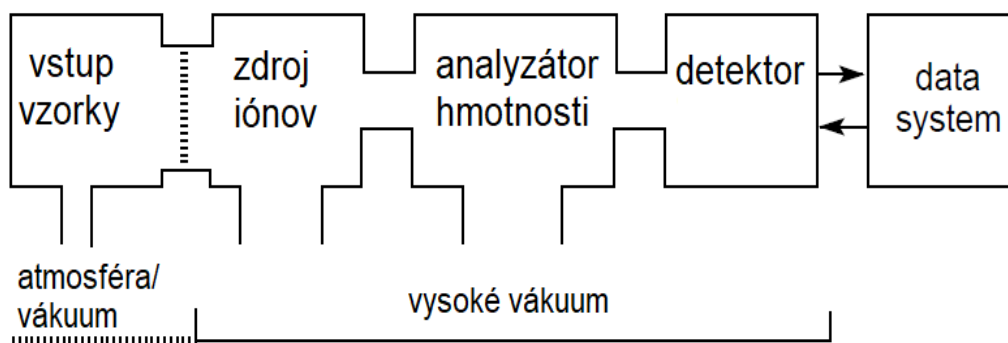 vstup
vzorky
zdroj
iónov
analyzátor
hmotnosti
detektor
data
system
atmosféra/
vákuum
vysoké vákuum